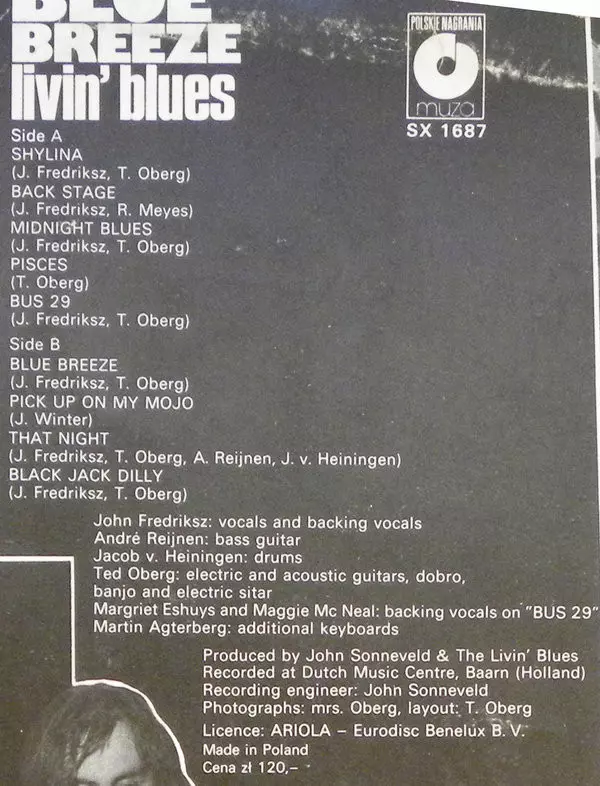 BLUE
BREEZE
livin' blues
POLSKIE NAGRANIA
muza
SX 1687
Side A
SHYLINA
(J. Fredriksz, T. Oberg)
BACK STAGE
(J. Fredriksz, R. Meyes)
MIDNIGHT BLUES
(J. Fredriksz, T. Oberg)
PISCES
(T. Oberg)
BUS 29
(J. Fredriksz, T. Oberg)
Side B
BLUE BREEZE
(J. Fredriksz, T. Oberg)
PICK UP ON MY MOJO
(J. Winter)
THAT NIGHT
(J. Fredriksz, T. Oberg, A. Reijnen, J. v. Heiningen)
BLACK JACK DILLY
(J. Fredriksz, T. Oberg)
John Fredriksz: vocals and backing vocals
André Reijnen: bass guitar
Jacob v. Heiningen: drums
Ted Oberg: electric and acoustic guitars, dobro,
banjo and electric sitar
Margriet Eshuys and Maggie Mc Neal: backing vocals on "BUS 29"
Martin Agterberg: additional keyboards
Produced by John Sonneveld & The Livin' Blues
Recorded at Dutch Music Centre, Baarn (Holland)
Recording engineer: John Sonneveld
Photographs: mrs. Oberg, layout: T. Oberg
Licence: ARIOLA – Eurodisc Benelux B. V.
Made in Poland
Cena zł 120,–